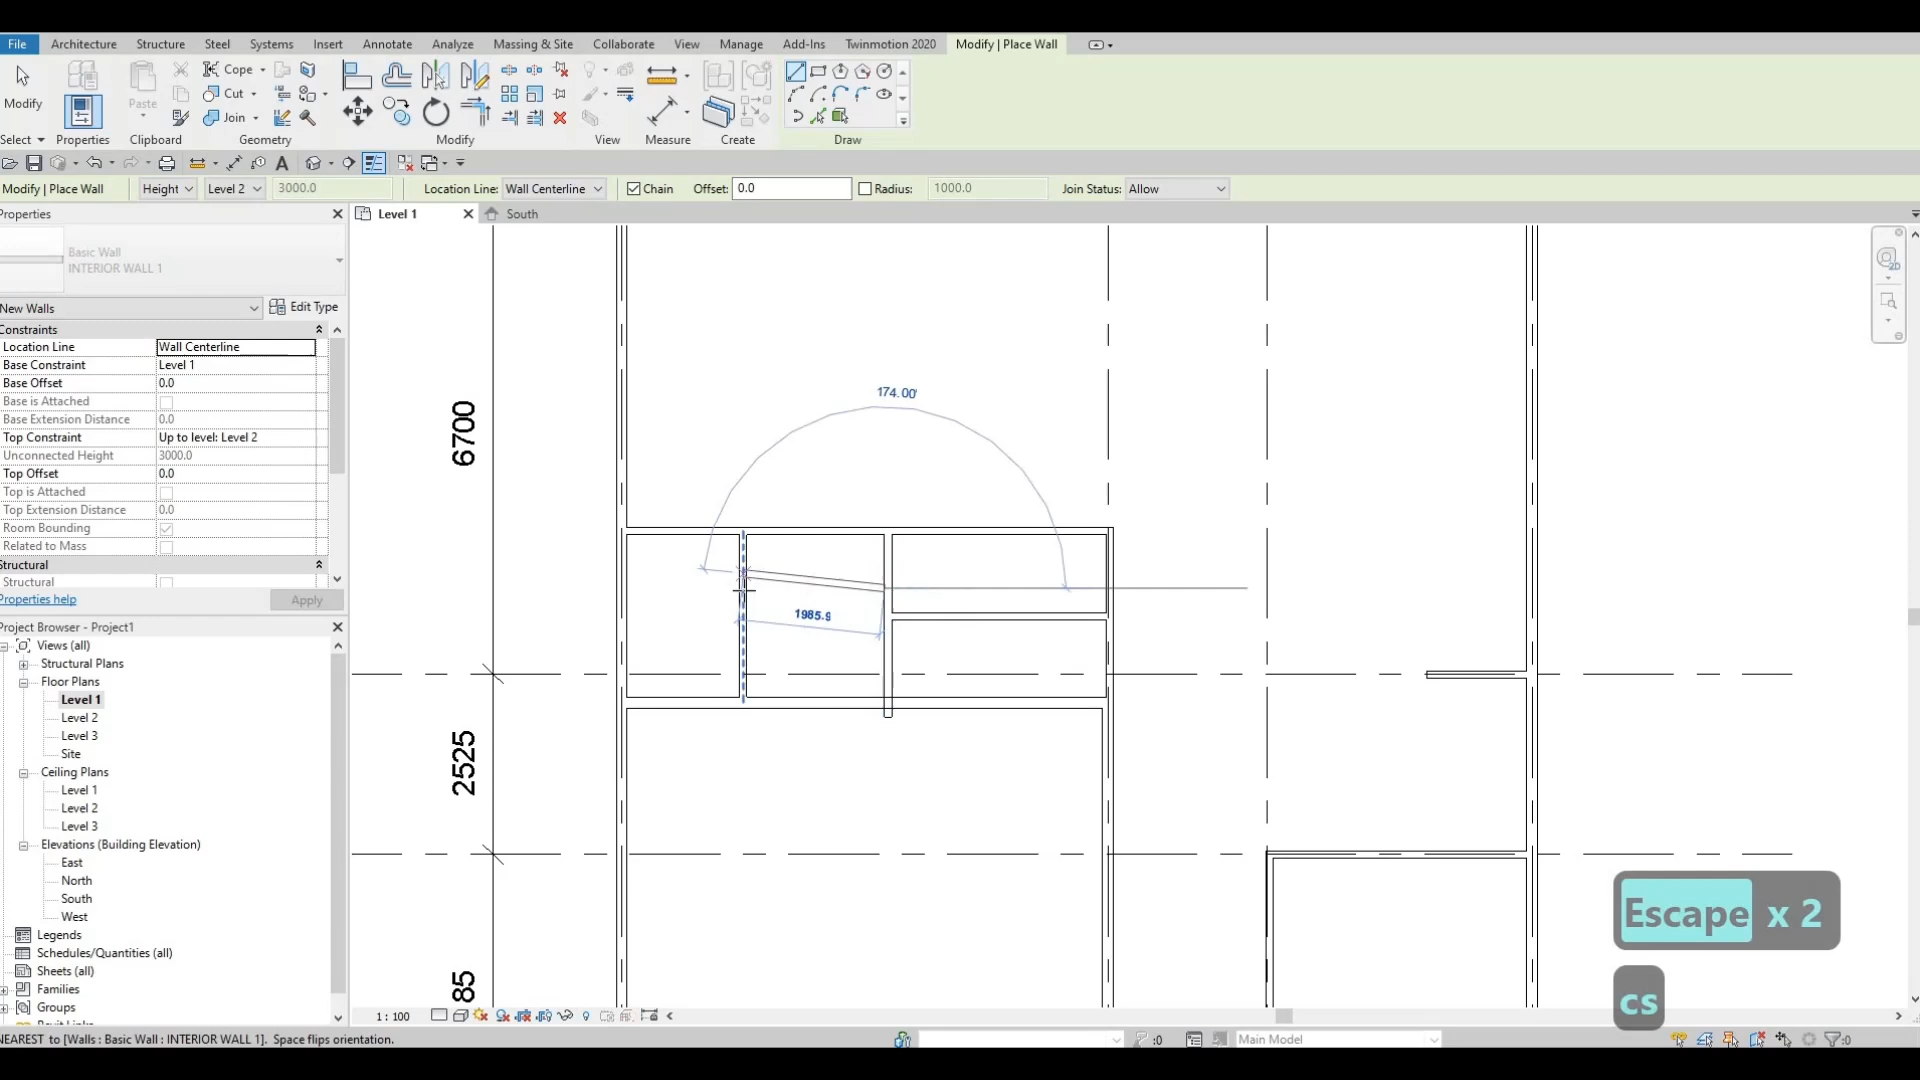 File Architecture Structure Steel Systems Insert Annotate Analyze Massing & Site Collaborate View Manage Add-Ins Twinmotion 2020 Modify | Place Wall
Cope
Cut
Join
Modify Paste
Select Properties Clipboard Geometry Modify View Measure Create Draw
Modify | Place Wall Height Level 2 3000.0 Location Line: Wall Centerline Chain Offset: 0.0 Radius: 1000.0 Join Status: Allow
Properties
Level 1
South
Basic Wall
INTERIOR WALL 1
New Walls Edit Type
Constraints
Location Line Wall Centerline
Base Constraint Level 1
Base Offset 0.0
Base is Attached
Base Extension Distance 0.0
Top Constraint Up to level: Level 2
Unconnected Height 3000.0
Top Offset 0.0
Top is Attached
Top Extension Distance 0.0
Room Bounding
Related to Mass
Structural
Structural
Properties help Apply
Project Browser - Project1
Views (all)
Structural Plans
Floor Plans
Level 1
Level 2
Level 3
Site
Ceiling Plans
Level 1
Level 2
Level 3
Elevations (Building Elevation)
East
North
South
West
Legends
Schedules/Quantities (all)
Sheets (all)
Families
Groups
6700
2525
85
174.00°
1985.9
2D
Escape x 2
cs
1 : 100
NEAREST to [Walls : Basic Wall : INTERIOR WALL 1]. Space flips orientation.
:0
Main Model
:0